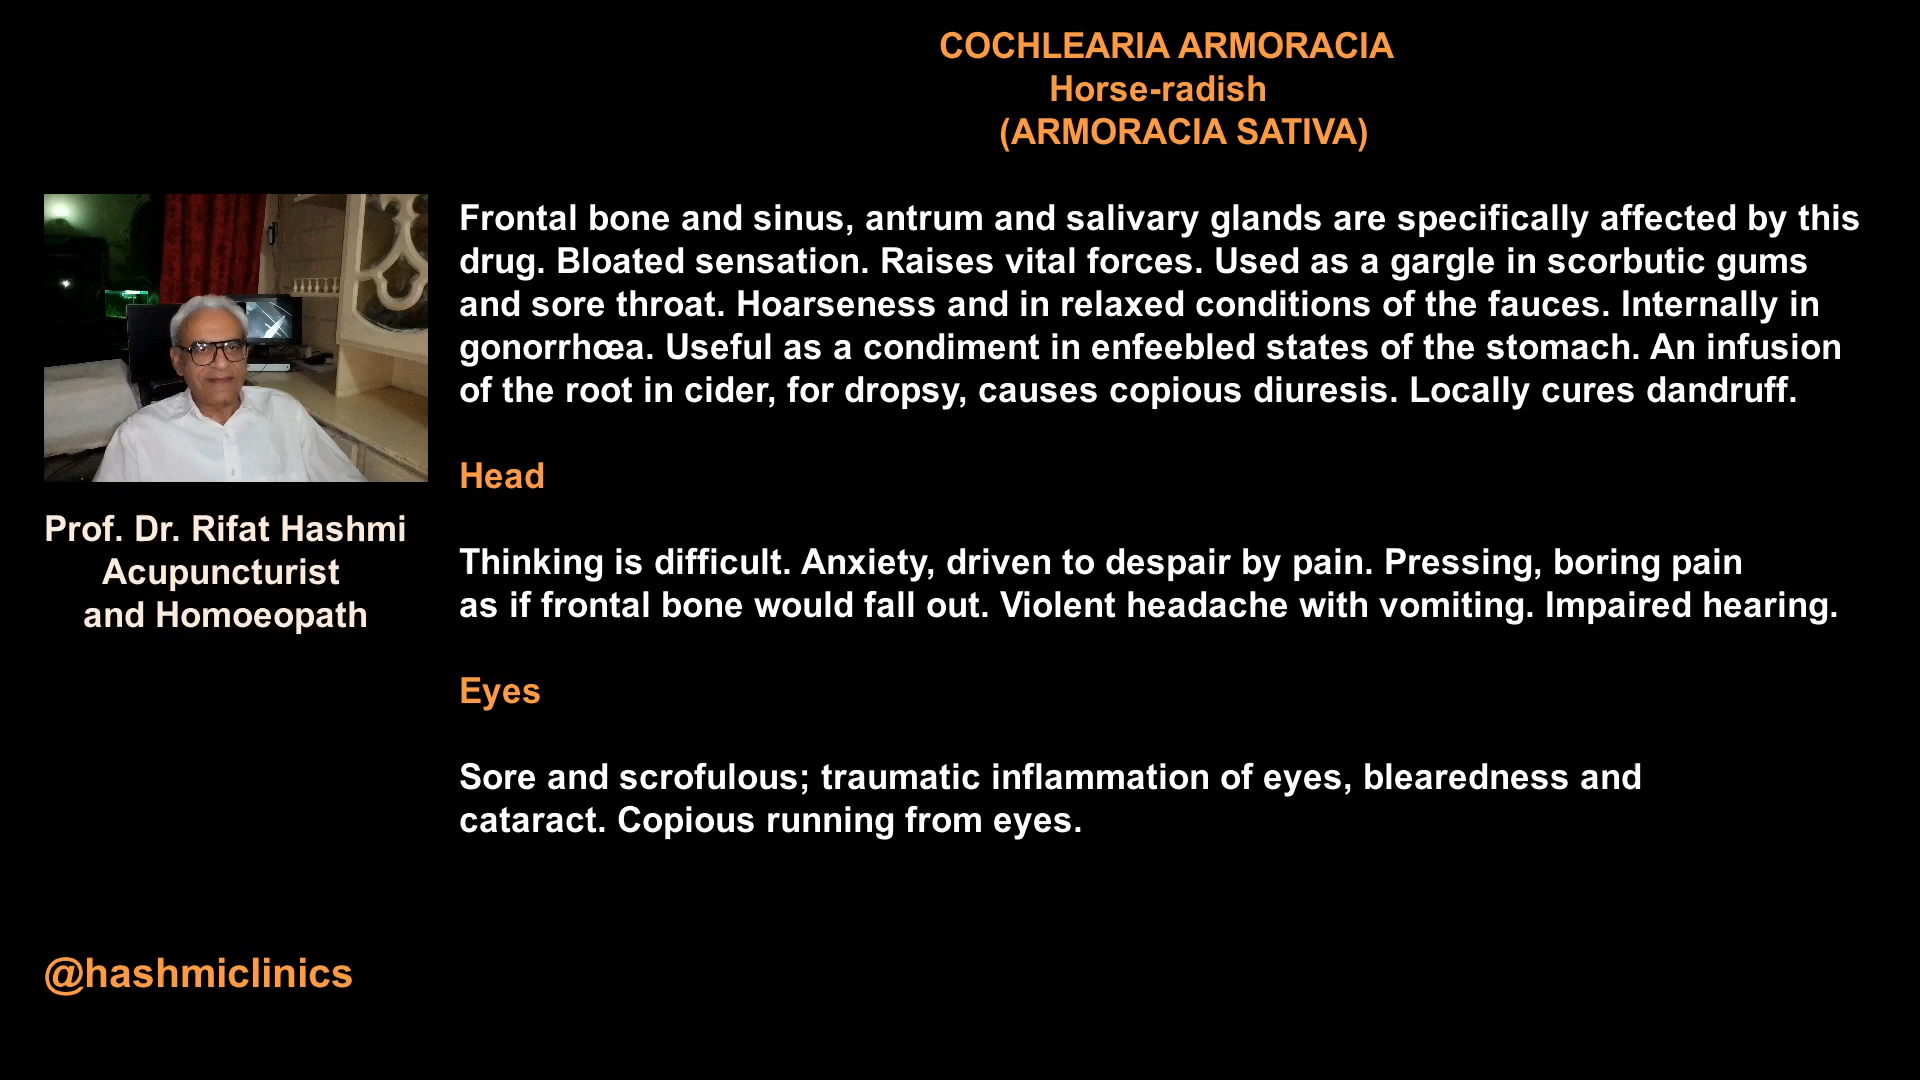 COCHLEARIA ARMORACIA
Horse-radish
(ARMORACIA SATIVA)
Frontal bone and sinus, antrum and salivary glands are specifically affected by this
drug. Bloated sensation. Raises vital forces. Used as a gargle in scorbutic gums
and sore throat. Hoarseness and in relaxed conditions of the fauces. Internally in
gonorrhœa. Useful as a condiment in enfeebled states of the stomach. An infusion
of the root in cider, for dropsy, causes copious diuresis. Locally cures dandruff.
Head
Thinking is difficult. Anxiety, driven to despair by pain. Pressing, boring pain
as if frontal bone would fall out. Violent headache with vomiting. Impaired hearing.
Eyes
Sore and scrofulous; traumatic inflammation of eyes, blearedness and
cataract. Copious running from eyes.
Prof. Dr. Rifat Hashmi
Acupuncturist
and Homoeopath
@hashmiclinics